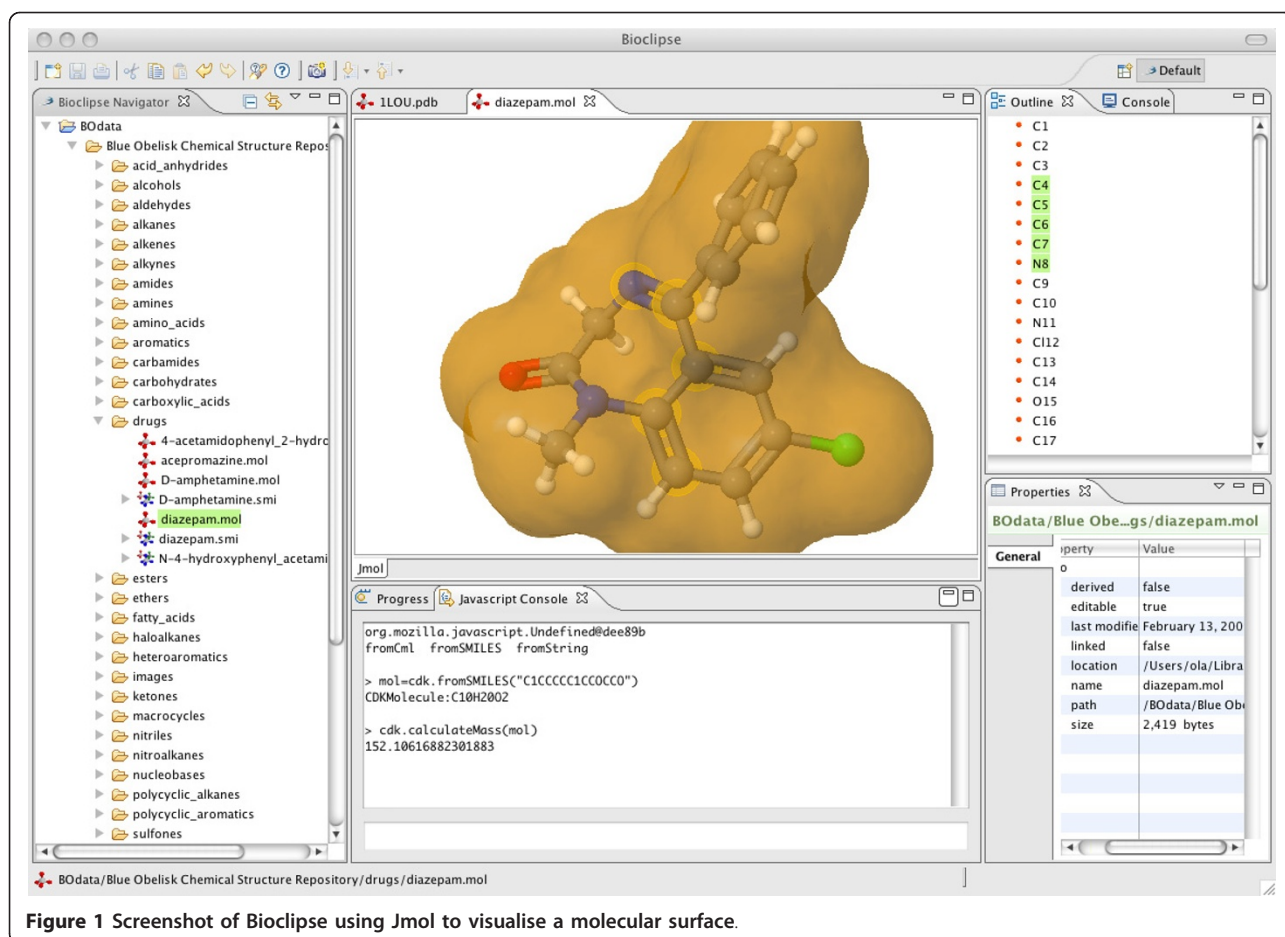 Bioclipse
Default
Bioclipse Navigator
BOdata
Blue Obelisk Chemical Structure Repos
acid_anhydrides
alcohols
aldehydes
alkanes
alkenes
alkynes
amides
amines
amino_acids
aromatics
carbamides
carbohydrates
carboxylic_acids
drugs
4-acetamidophenyl_2-hydro
acepromazine.mol
D-amphetamine.mol
D-amphetamine.smi
diazepam.mol
diazepam.smi
N-4-hydroxyphenyl_acetami
esters
ethers
fatty_acids
haloalkanes
heteroaromatics
images
ketones
macrocycles
nitriles
nitroalkanes
nucleobases
polycyclic_alkanes
polycyclic_aromatics
sulfones
1LOU.pdb
diazepam.mol
Jmol
Progress
Javascript Console
org.mozilla.javascript.Undefined@dee89b
fromCml fromSMILES fromString
> mol=cdk.fromSMILES("C1CCCCC1CCOCCO")
CDKMolecule:C10H20O2
> cdk.calculateMass(mol)
152.10616882301883
Outline
Console
C1
C2
C3
C4
C5
C6
C7
N8
C9
C10
N11
Cl12
C13
C14
O15
C16
C17
Properties
BOdata/Blue Obe...gs/diazepam.mol
General
perty Value
o
derived false
editable true
last modifie February 13, 200
linked false
location /Users/ola/Libra
name diazepam.mol
path /BOdata/Blue Ob
size 2,419 bytes
BOdata/Blue Obelisk Chemical Structure Repository/drugs/diazepam.mol
Figure 1 Screenshot of Bioclipse using Jmol to visualise a molecular surface.